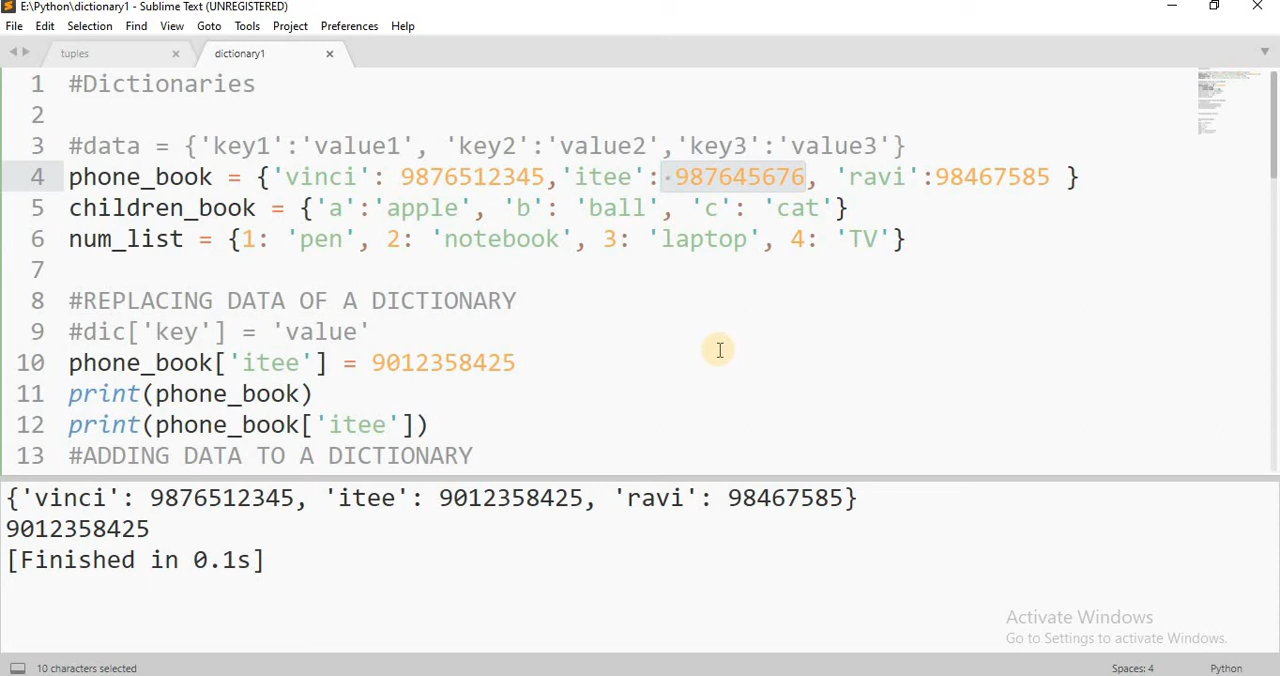 E:\Python\dictionary1 - Sublime Text (UNREGISTERED)
File Edit Selection Find View Goto Tools Project Preferences Help
tuples dictionary1
1 #Dictionaries
2
3 #data = {'key1':'value1', 'key2':'value2','key3':'value3'}
4 phone_book = {'vinci': 9876512345,'itee': 987645676, 'ravi':98467585 }
5 children_book = {'a':'apple', 'b': 'ball', 'c': 'cat'}
6 num_list = {1: 'pen', 2: 'notebook', 3: 'laptop', 4: 'TV'}
7
8 #REPLACING DATA OF A DICTIONARY
9 #dic['key'] = 'value'
10 phone_book['itee'] = 9012358425
11 print(phone_book)
12 print(phone_book['itee'])
13 #ADDING DATA TO A DICTIONARY
{'vinci': 9876512345, 'itee': 9012358425, 'ravi': 98467585}
9012358425
[Finished in 0.1s]
Activate Windows
Go to Settings to activate Windows.
10 characters selected Spaces: 4 Python